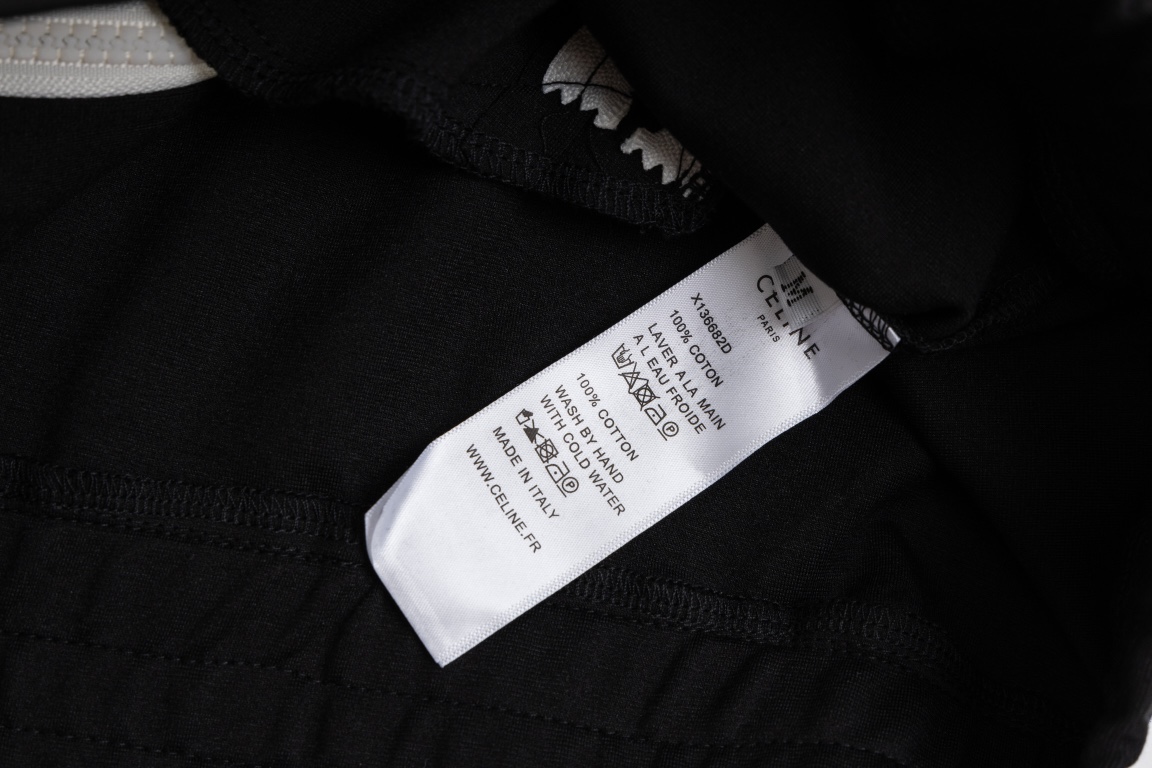 CELINE
PARIS
M
X136682D
100% COTON
LAVER A LA MAIN
A L EAU FROIDE
P
100% COTTON
WASH BY HAND
WITH COLD WATER
P
MADE IN ITALY
WWW.CELINE.FR